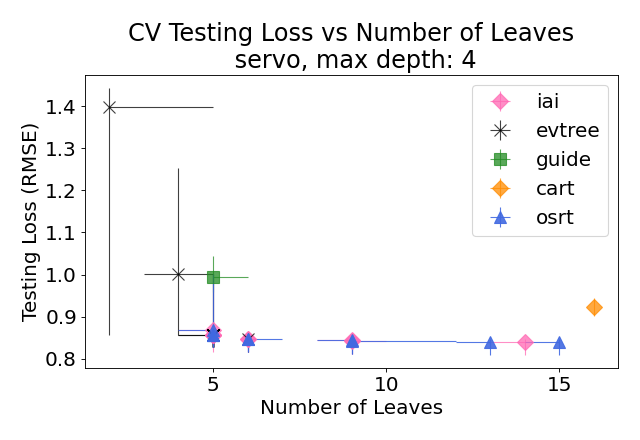 CV Testing Loss vs Number of Leaves
servo, max depth: 4
Testing Loss (RMSE)
1.4
1.3
1.2
1.1
1.0
0.9
0.8
iai
evtree
guide
cart
osrt
5
10
15
Number of Leaves